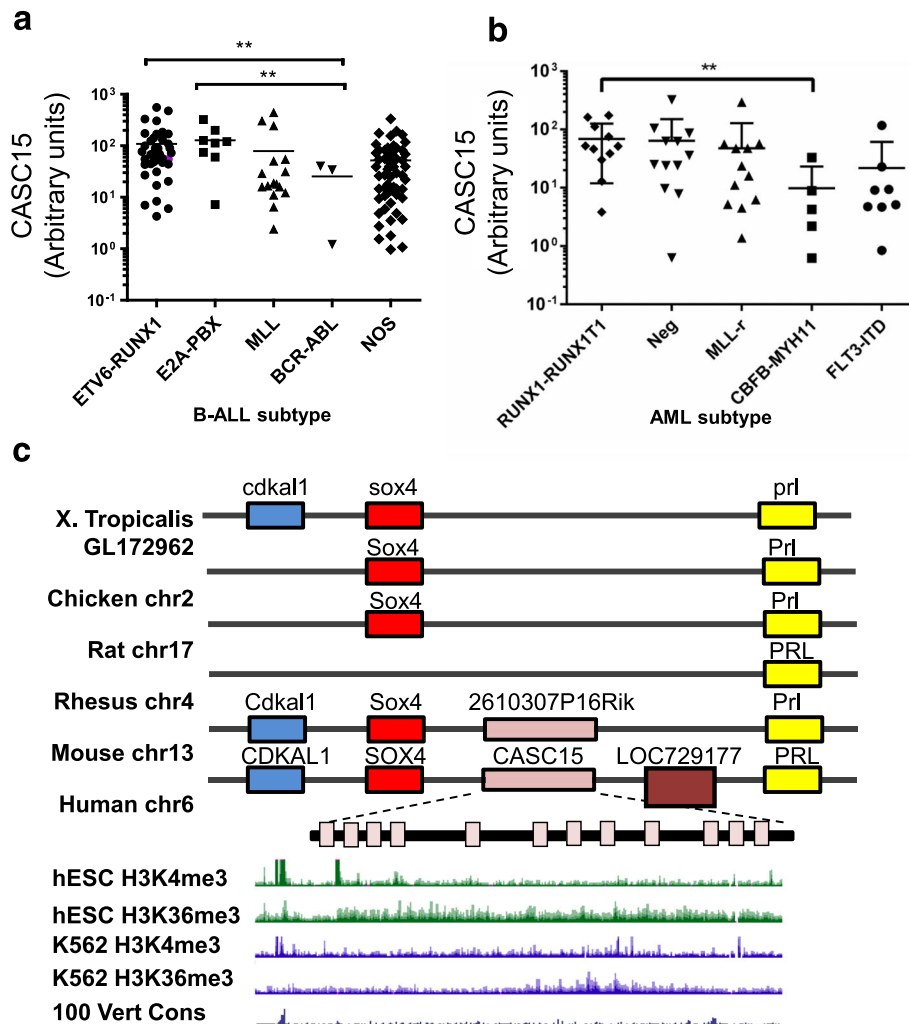 a
**
**
CASC15
(Arbitrary units)
10³
10²
10¹
10⁰
10⁻¹
ETV6-RUNX1
E2A-PBX
MLL
BCR-ABL
NOS
B-ALL subtype
b
**
CASC15
(Arbitrary units)
10³
10²
10¹
10⁰
10⁻¹
RUNX1-RUNX1T1
Neg
MLL-r
CBFB-MYH11
FLT3-ITD
AML subtype
c
cdkal1 sox4 prl
X. Tropicalis
GL172962
Sox4 Prl
Chicken chr2
Sox4 Prl
Rat chr17
PRL
Rhesus chr4
Cdkal1 Sox4 2610307P16Rik Prl
Mouse chr13
CDKAL1 SOX4 CASC15 LOC729177 PRL
Human chr6
hESC H3K4me3
hESC H3K36me3
K562 H3K4me3
K562 H3K36me3
100 Vert Cons